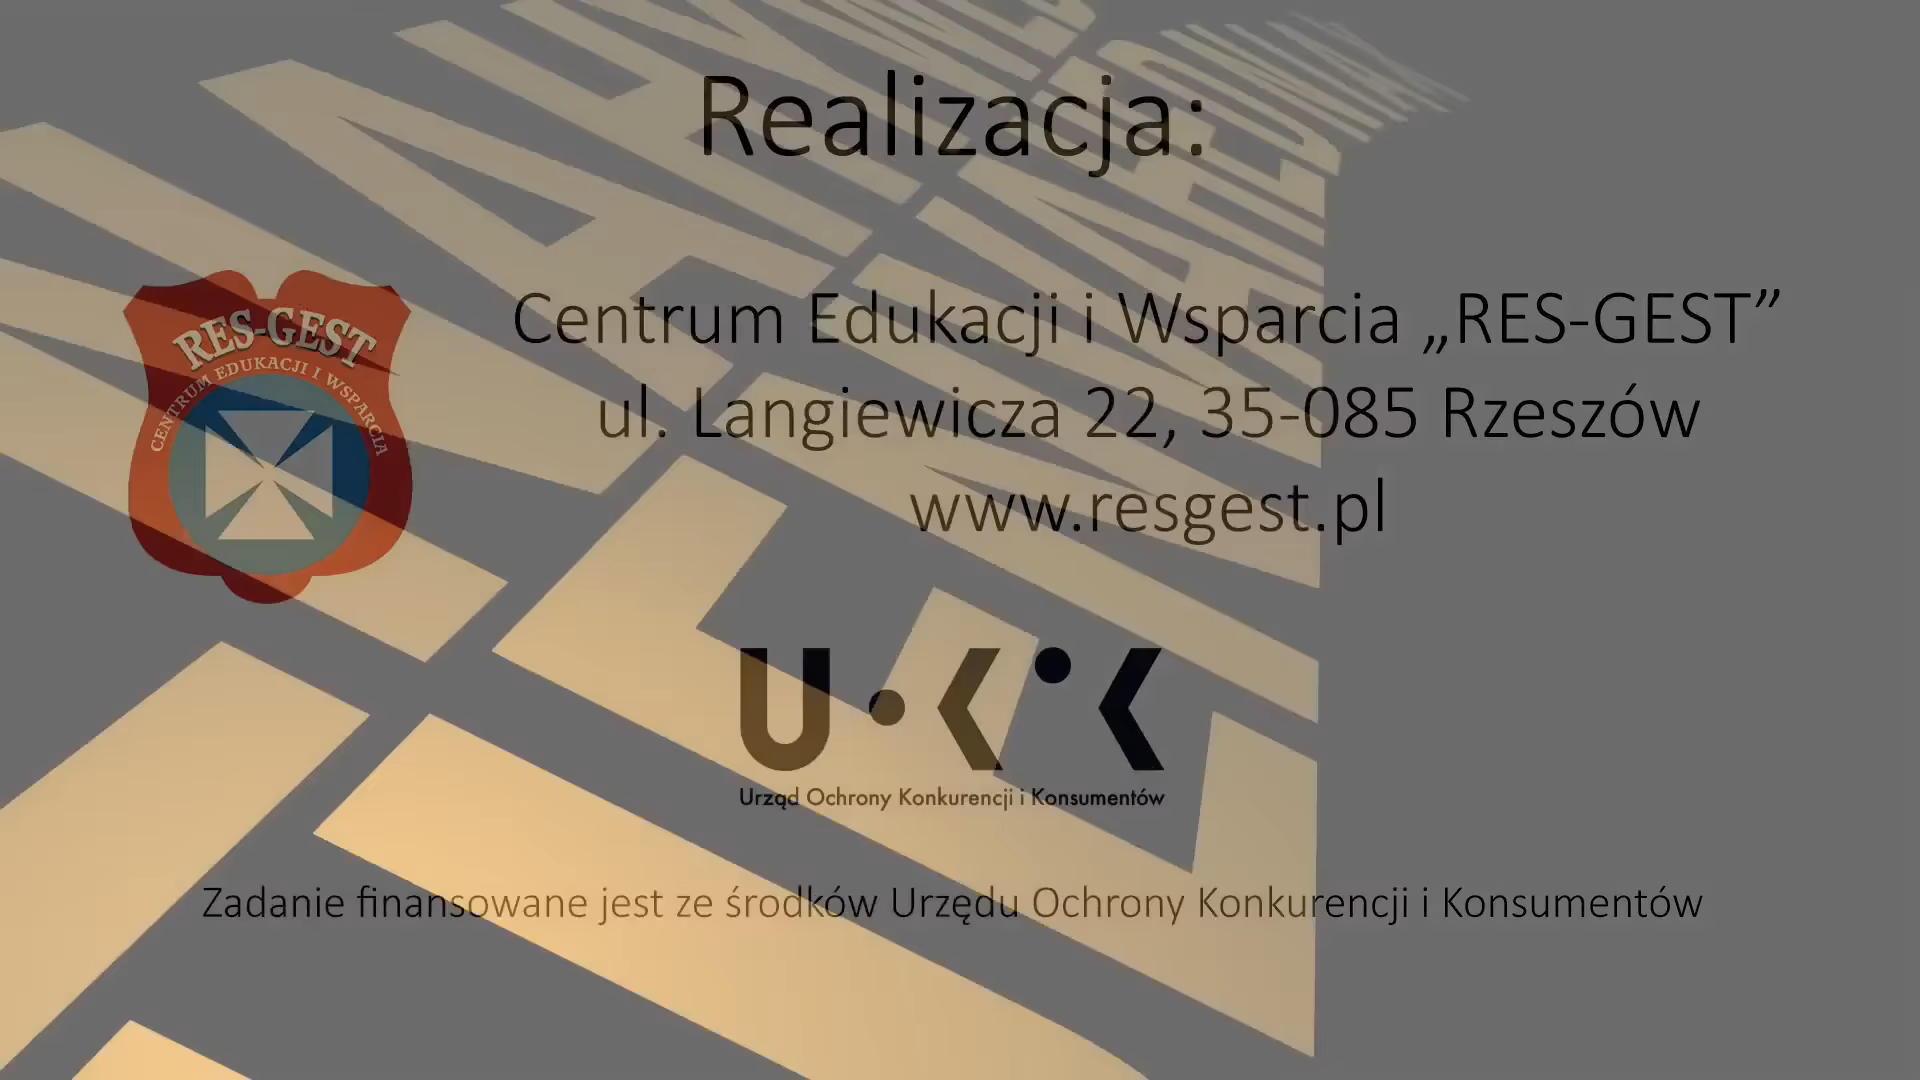 Realizacja:
RES-GEST
CENTRUM EDUKACJI I WSPARCIA
Centrum Edukacji i Wsparcia „RES-GEST”
ul. Langiewicza 22, 35-085 Rzeszów
www.resgest.pl
UOKiK
Urząd Ochrony Konkurencji i Konsumentów
Zadanie finansowane jest ze środków Urzędu Ochrony Konkurencji i Konsumentów